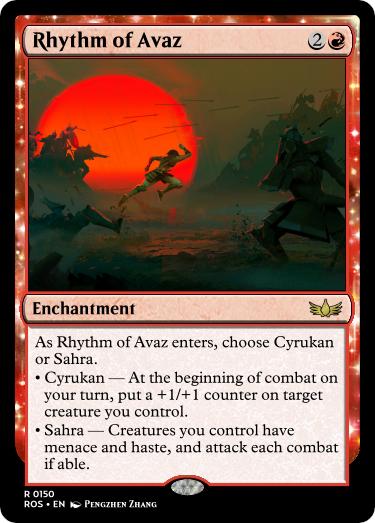 Rhythm of Avaz 2
Enchantment
As Rhythm of Avaz enters, choose Cyrukan
or Sahra.
• Cyrukan — At the beginning of combat on
your turn, put a +1/+1 counter on target
creature you control.
• Sahra — Creatures you control have
menace and haste, and attack each combat
if able.
R 0150
ROS • EN Pengzhen Zhang